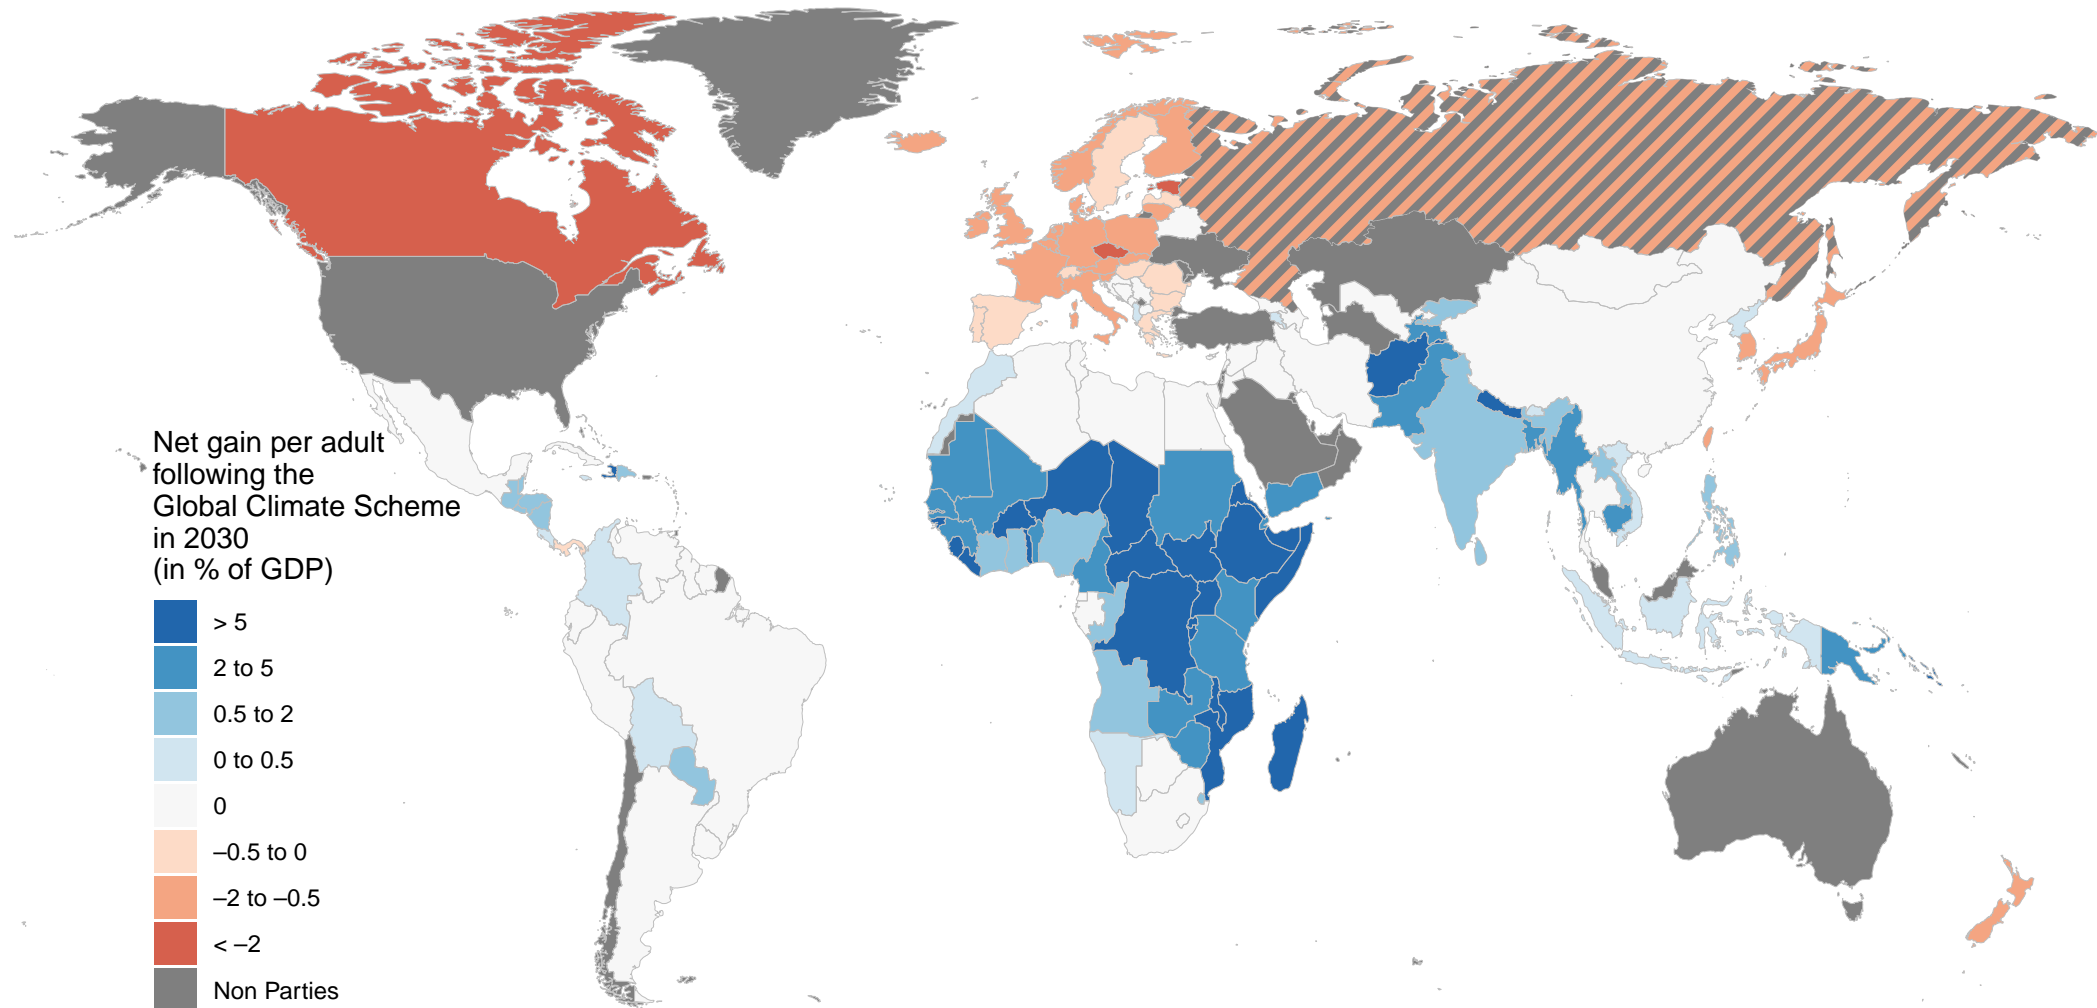 Net gain per adult
following the
Global Climate Scheme
in 2030
(in % of GDP)
> 5
2 to 5
0.5 to 2
0 to 0.5
0
–0.5 to 0
–2 to –0.5
< –2
Non Parties